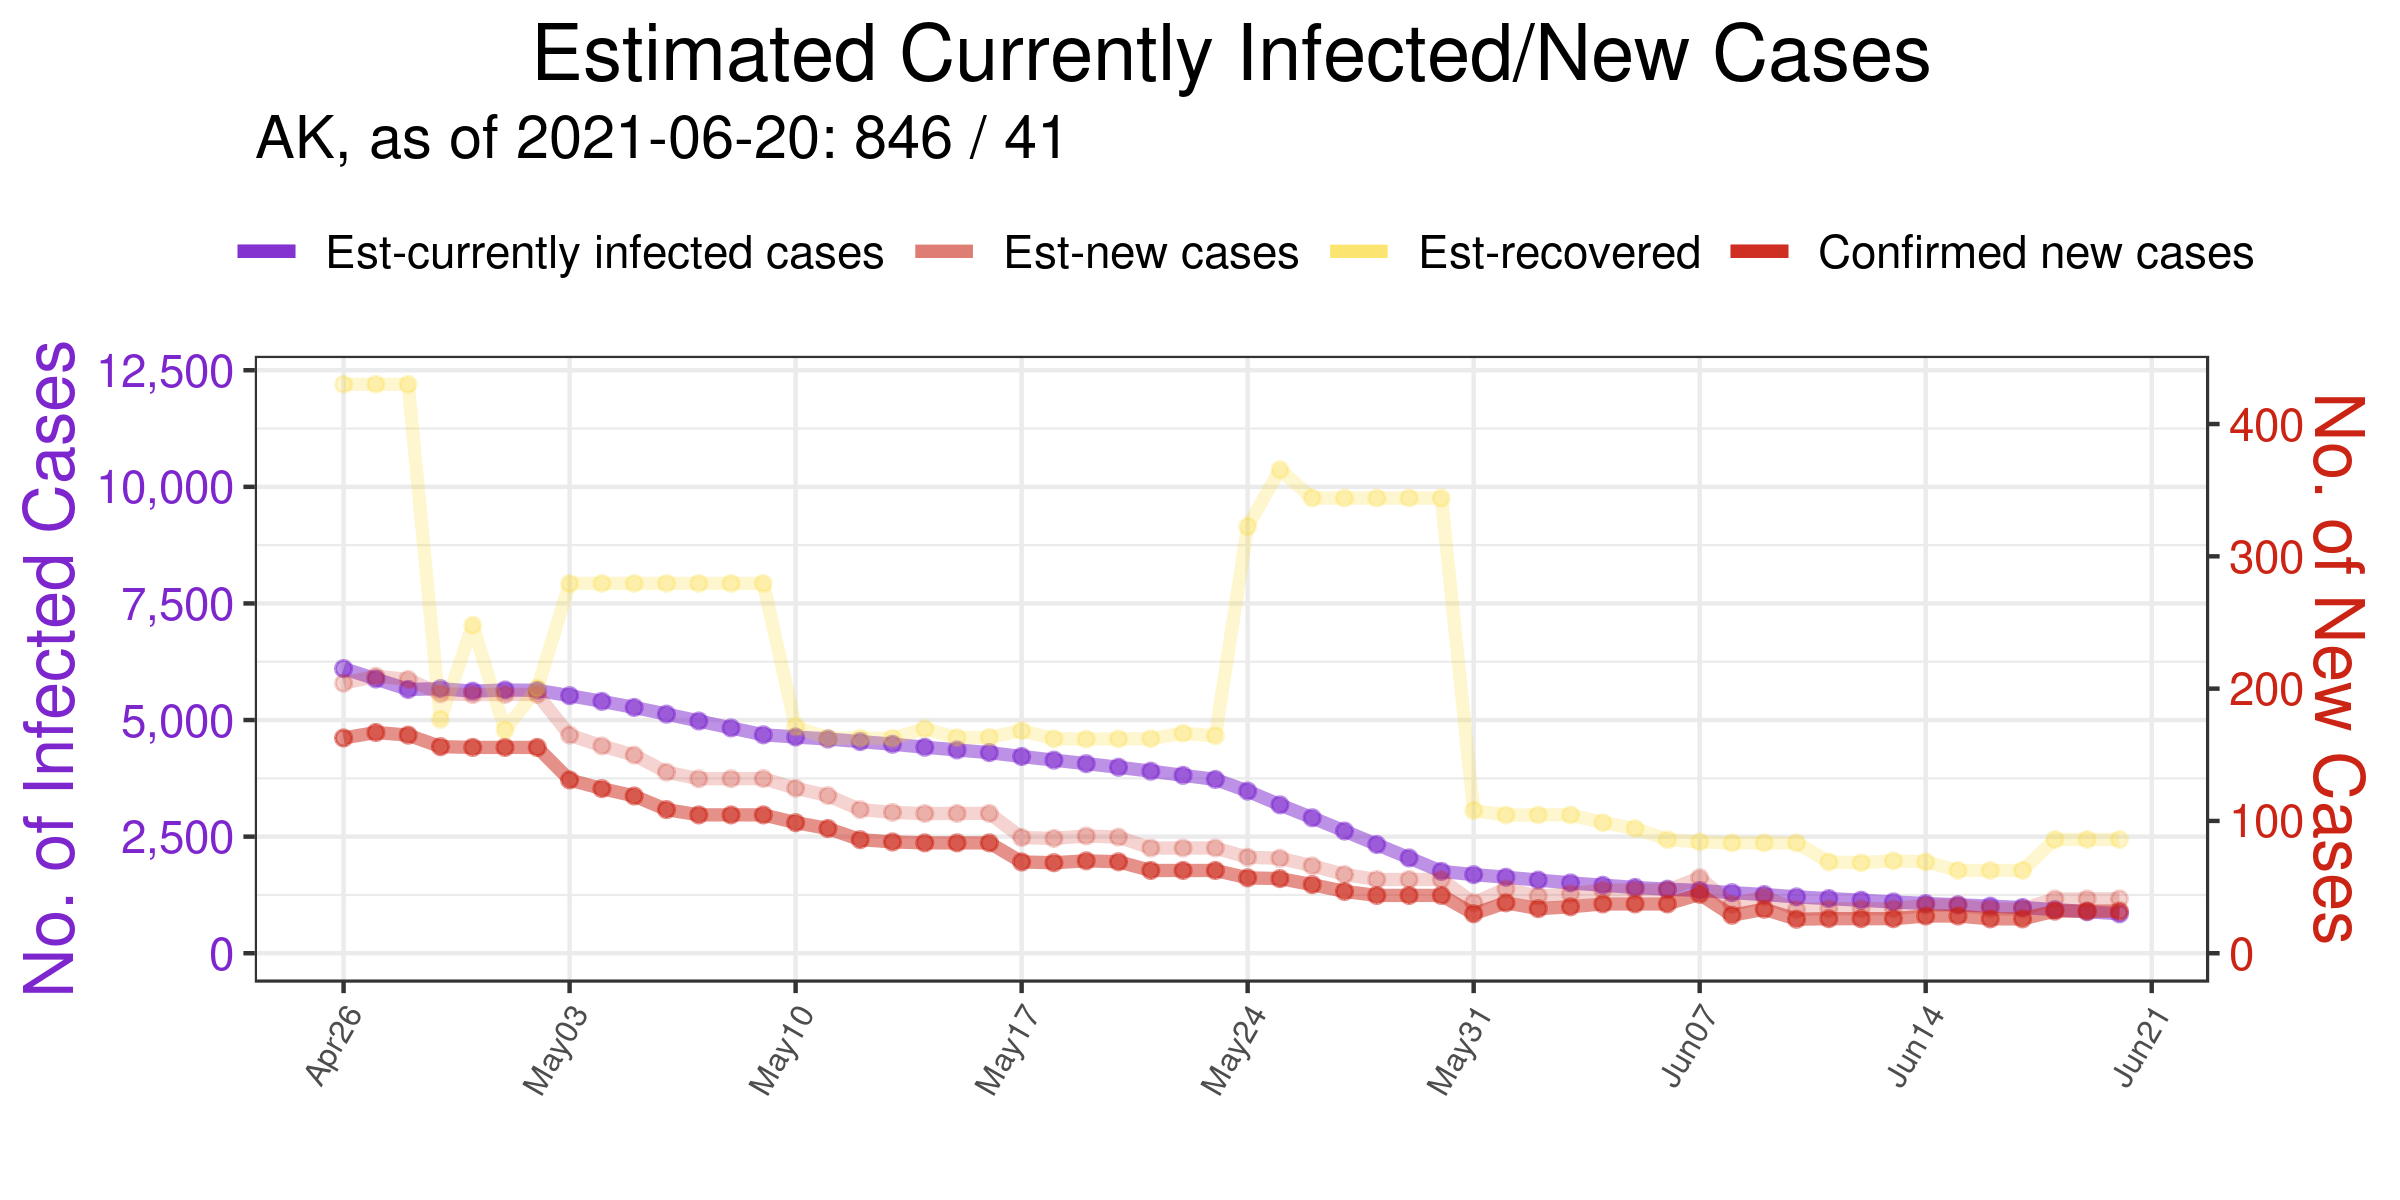 Estimated Currently Infected/New Cases
AK, as of 2021-06-20: 846 / 41
Est-currently infected cases Est-new cases Est-recovered Confirmed new cases
No. of Infected Cases
12,500
10,000
7,500
5,000
2,500
0
400
300
200
100
0
No. of New Cases
Apr26 May03 May10 May17 May24 May31 Jun07 Jun14 Jun21